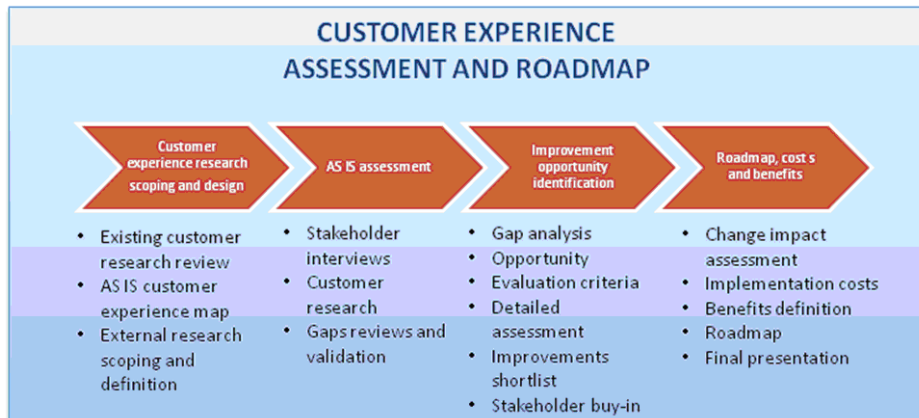 CUSTOMER EXPERIENCE
ASSESSMENT AND ROADMAP
Customer
experience research
scoping and design
AS IS assessment
Improvement
opportunity
identification
Roadmap, cost s
and benefits
• Existing customer
research review
• AS IS customer
experience map
• External research
scoping and
definition
• Stakeholder
interviews
• Customer
research
• Gaps reviews and
validation
• Gap analysis
• Opportunity
• Evaluation criteria
• Detailed
assessment
• Improvements
shortlist
• Stakeholder buy-in
• Change impact
assessment
• Implementation costs
• Benefits definition
• Roadmap
• Final presentation